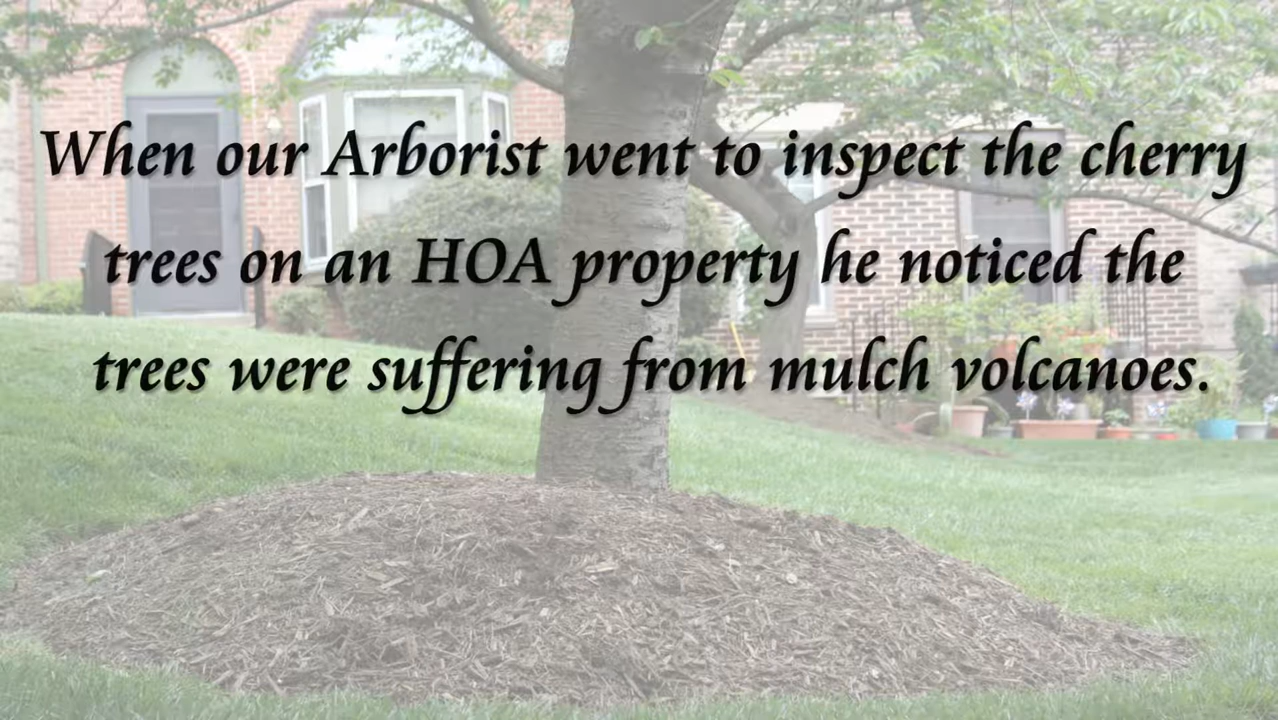 When our Arborist went to inspect the cherry
trees on an HOA property he noticed the
trees were suffering from mulch volcanoes.